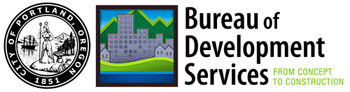 CITY OF PORTLAND, OREGON
1851
Bureau of
Development
Services
FROM CONCEPT
TO CONSTRUCTION